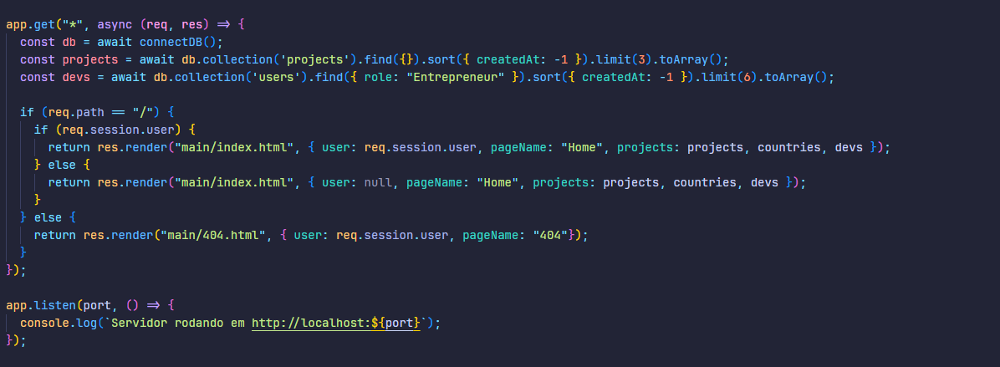 app.get("*", async (req, res) => {
const db = await connectDB();
const projects = await db.collection('projects').find({}).sort({ createdAt: -1 }).limit(3).toArray();
const devs = await db.collection('users').find({ role: "Entrepreneur" }).sort({ createdAt: -1 }).limit(6).toArray();
if (req.path == "/") {
if (req.session.user) {
return res.render("main/index.html", { user: req.session.user, pageName: "Home", projects: projects, countries, devs });
} else {
return res.render("main/index.html", { user: null, pageName: "Home", projects: projects, countries, devs });
}
} else {
return res.render("main/404.html", { user: req.session.user, pageName: "404"});
}
});
app.listen(port, () => {
console.log(`Servidor rodando em http://localhost:${port}`);
});